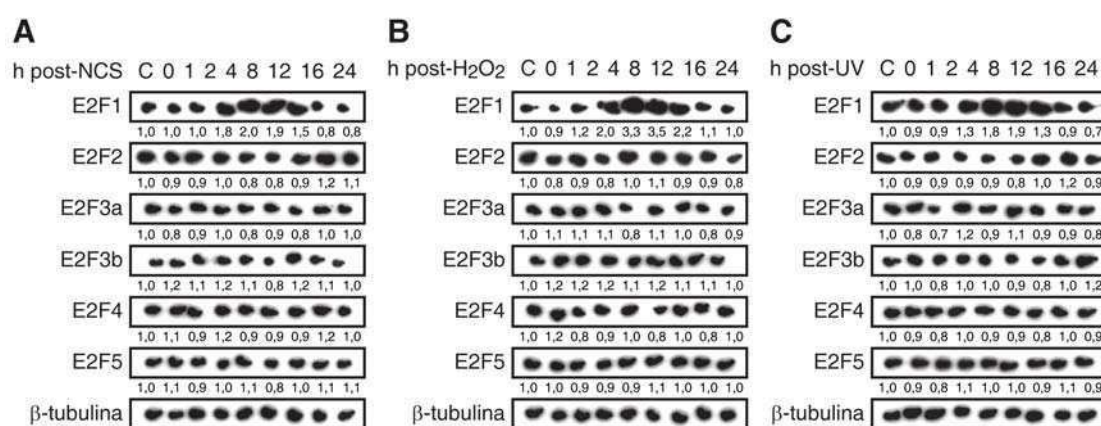 A
h post-NCS C 0 1 2 4 8 12 16 24
E2F1
1,0 1,0 1,0 1,8 2,0 1,9 1,5 0,8 0,8
E2F2
1,0 0,9 0,9 1,0 0,8 0,8 0,9 1,2 1,1
E2F3a
1,0 0,8 0,9 1,0 0,9 1,0 0,8 1,0 1,0
E2F3b
1,0 1,2 1,1 1,2 1,1 1,0 1,2 1,1 1,0
E2F4
1,0 1,1 0,9 1,2 0,9 0,9 1,1 1,2 1,0
E2F5
1,0 1,1 0,9 1,0 1,1 0,8 1,0 1,1 1,0
β-tubulina
B
h post-H₂O₂ C 0 1 2 4 8 12 16 24
E2F1
1,0 0,9 1,2 2,0 3,3 3,5 2,2 1,1 1,0
E2F2
1,0 0,8 0,9 0,8 1,0 1,1 0,9 0,9 0,8
E2F3a
1,0 1,1 1,1 1,1 0,8 1,1 1,0 0,8 0,9
E2F3b
1,0 1,2 1,2 1,1 1,1 1,2 1,1 1,1 1,0
E2F4
1,0 1,2 0,8 0,9 0,9 1,1 1,0 0,8 1,0
E2F5
1,0 1,0 0,9 0,9 1,0 0,9 1,0 1,0 1,0
β-tubulina
C
h post-UV C 0 1 2 4 8 12 16 24
E2F1
1,0 0,9 0,9 1,3 1,8 1,9 1,3 0,9 0,7
E2F2
1,0 0,9 0,9 0,9 0,9 0,8 1,0 1,2 0,9
E2F3a
1,0 0,8 0,7 1,2 0,9 1,1 0,9 0,9 0,8
E2F3b
1,0 1,2 1,0 1,0 1,0 0,9 0,8 1,0 1,2
E2F4
1,0 0,9 0,9 1,0 0,9 0,9 1,0 1,0 0,9
E2F5
1,0 0,9 0,8 1,1 1,0 0,9 0,9 1,1 0,9
β-tubulina